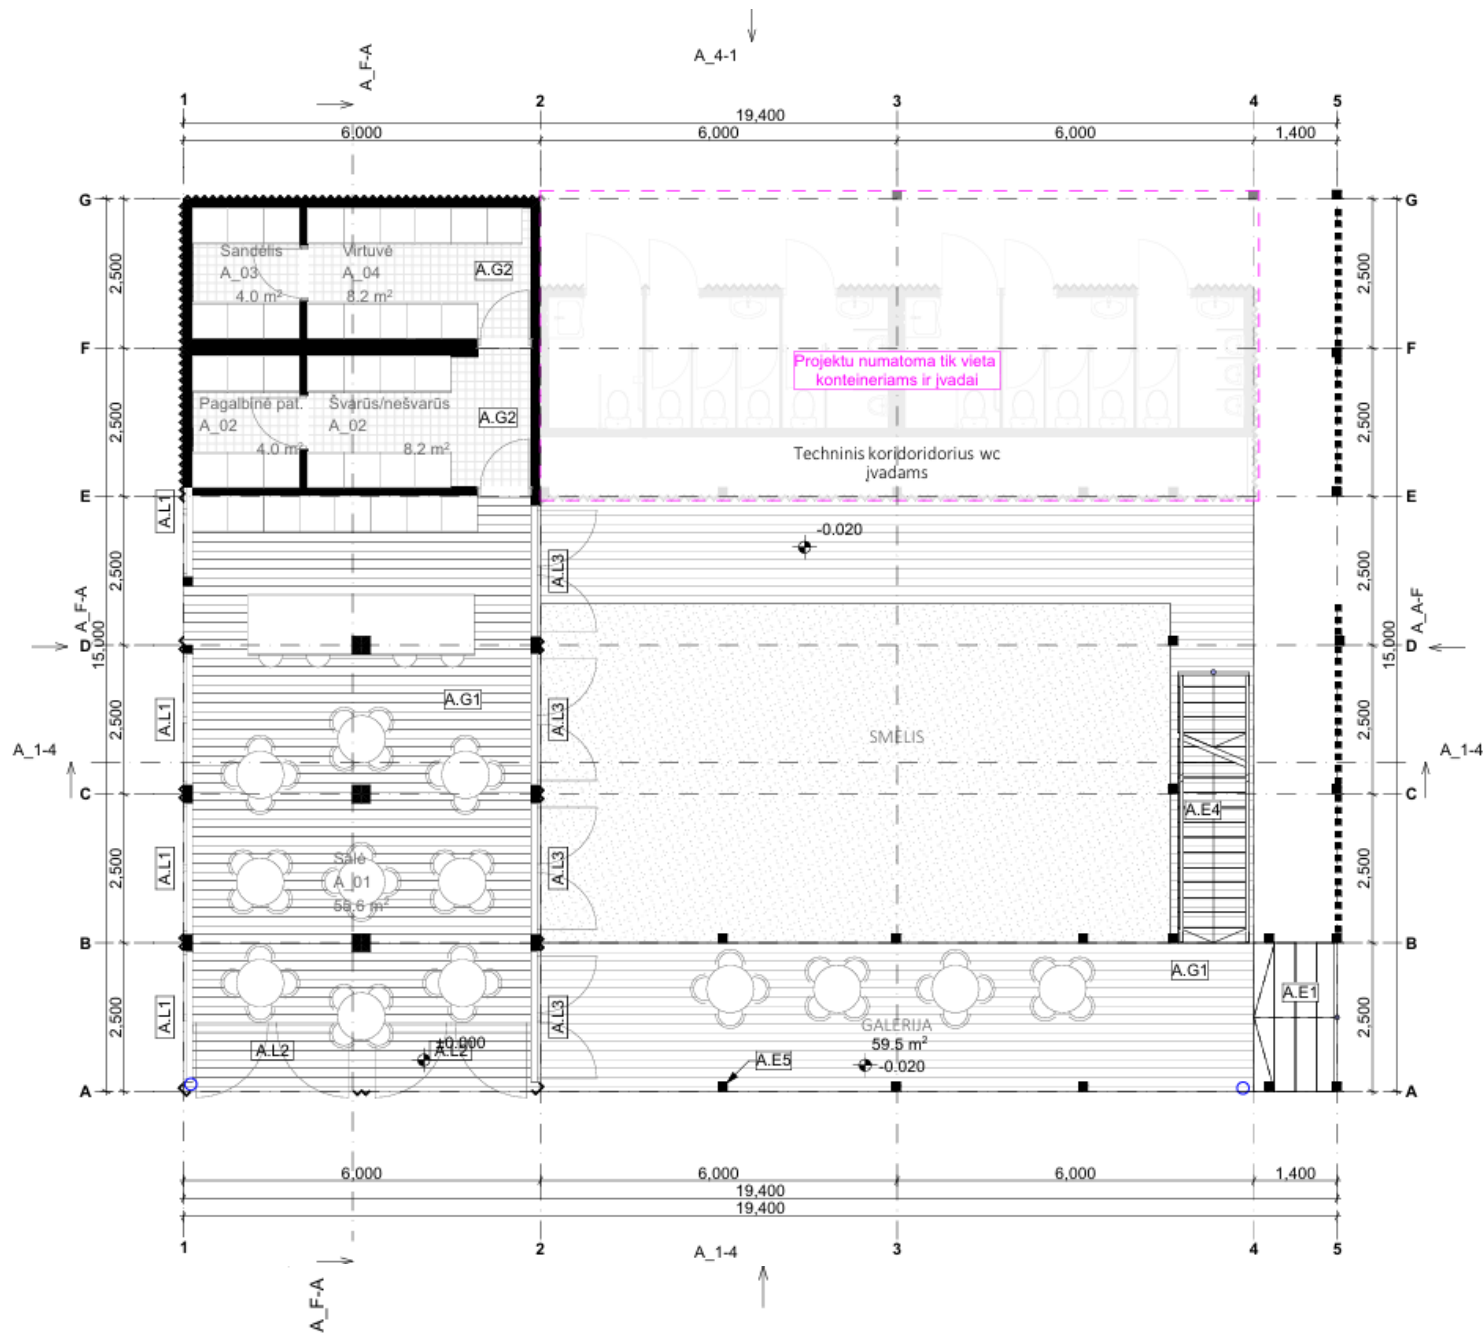 A_4-1
A_F-A
1 2 3 4 5
19,400
6,000 6,000 6,000 1,400
G G
Sandėlis Virtuvė
A_03 A_04
4.0 m² 8.2 m²
A.G2
2,500 2,500
F F
Projektu numatoma tik vieta
konteineriams ir įvadai
Pagalbinė pat. Švarūs/nešvarūs
A_02 A_02
4.0 m² 8.2 m²
A.G2
2,500 2,500
Techninis koridoridorius wc
įvadams
E E
A.L1
-0.020
2,500 A.L3 2,500
A_F-A A_A-F
D D
15,000 15,000
A.G1
2,500 A.L1 A.L3 2,500
SMĖLIS
A_1-4 A_1-4
C C
A.E4
Salė
A_01
55.6 m²
2,500 A.L1 A.L3 2,500
B B
A.G1
A.E1
2,500 A.L1 A.L3 2,500
GALERIJA
59.5 m²
±0.000
A.L2 A.L2
A.E5
-0.020
A A
6,000 6,000 6,000 1,400
19,400
19,400
1 2 3 4 5
A_1-4
A_F-A